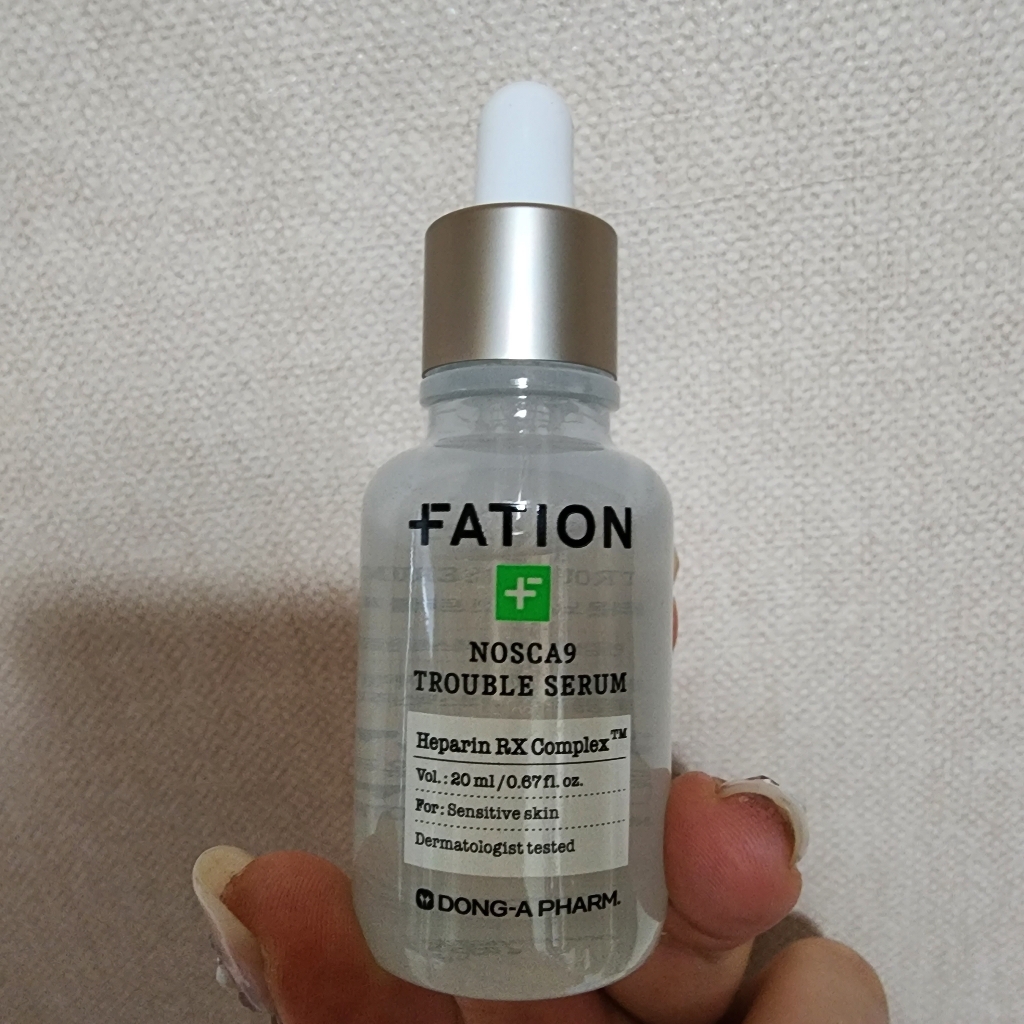 FATION
NOSCA9
TROUBLE SERUM
Heparin RX Complex™
Vol.: 20 ml/0.67 fl. oz.
For: Sensitive skin
Dermatologist tested
DONG-A PHARM.